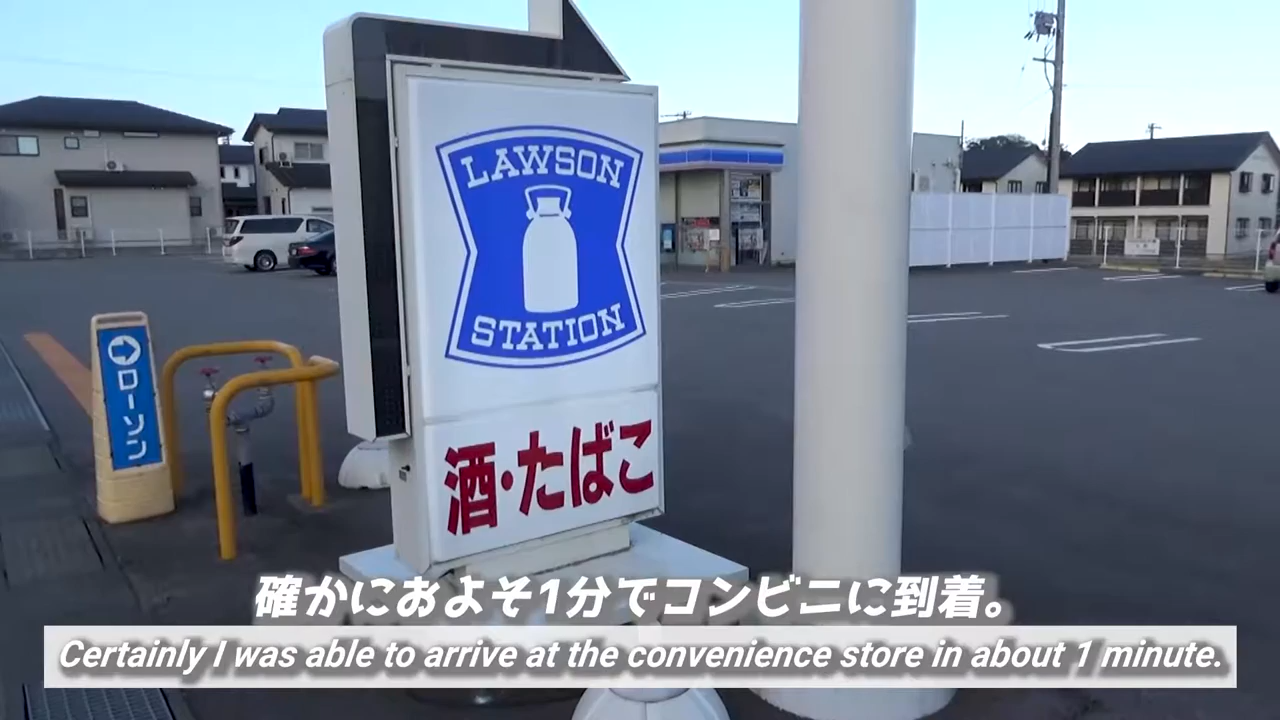 LAWSON
STATION
酒・たばこ
ローソン
確かにおよそ1分でコンビニに到着。
Certainly I was able to arrive at the convenience store in about 1 minute.